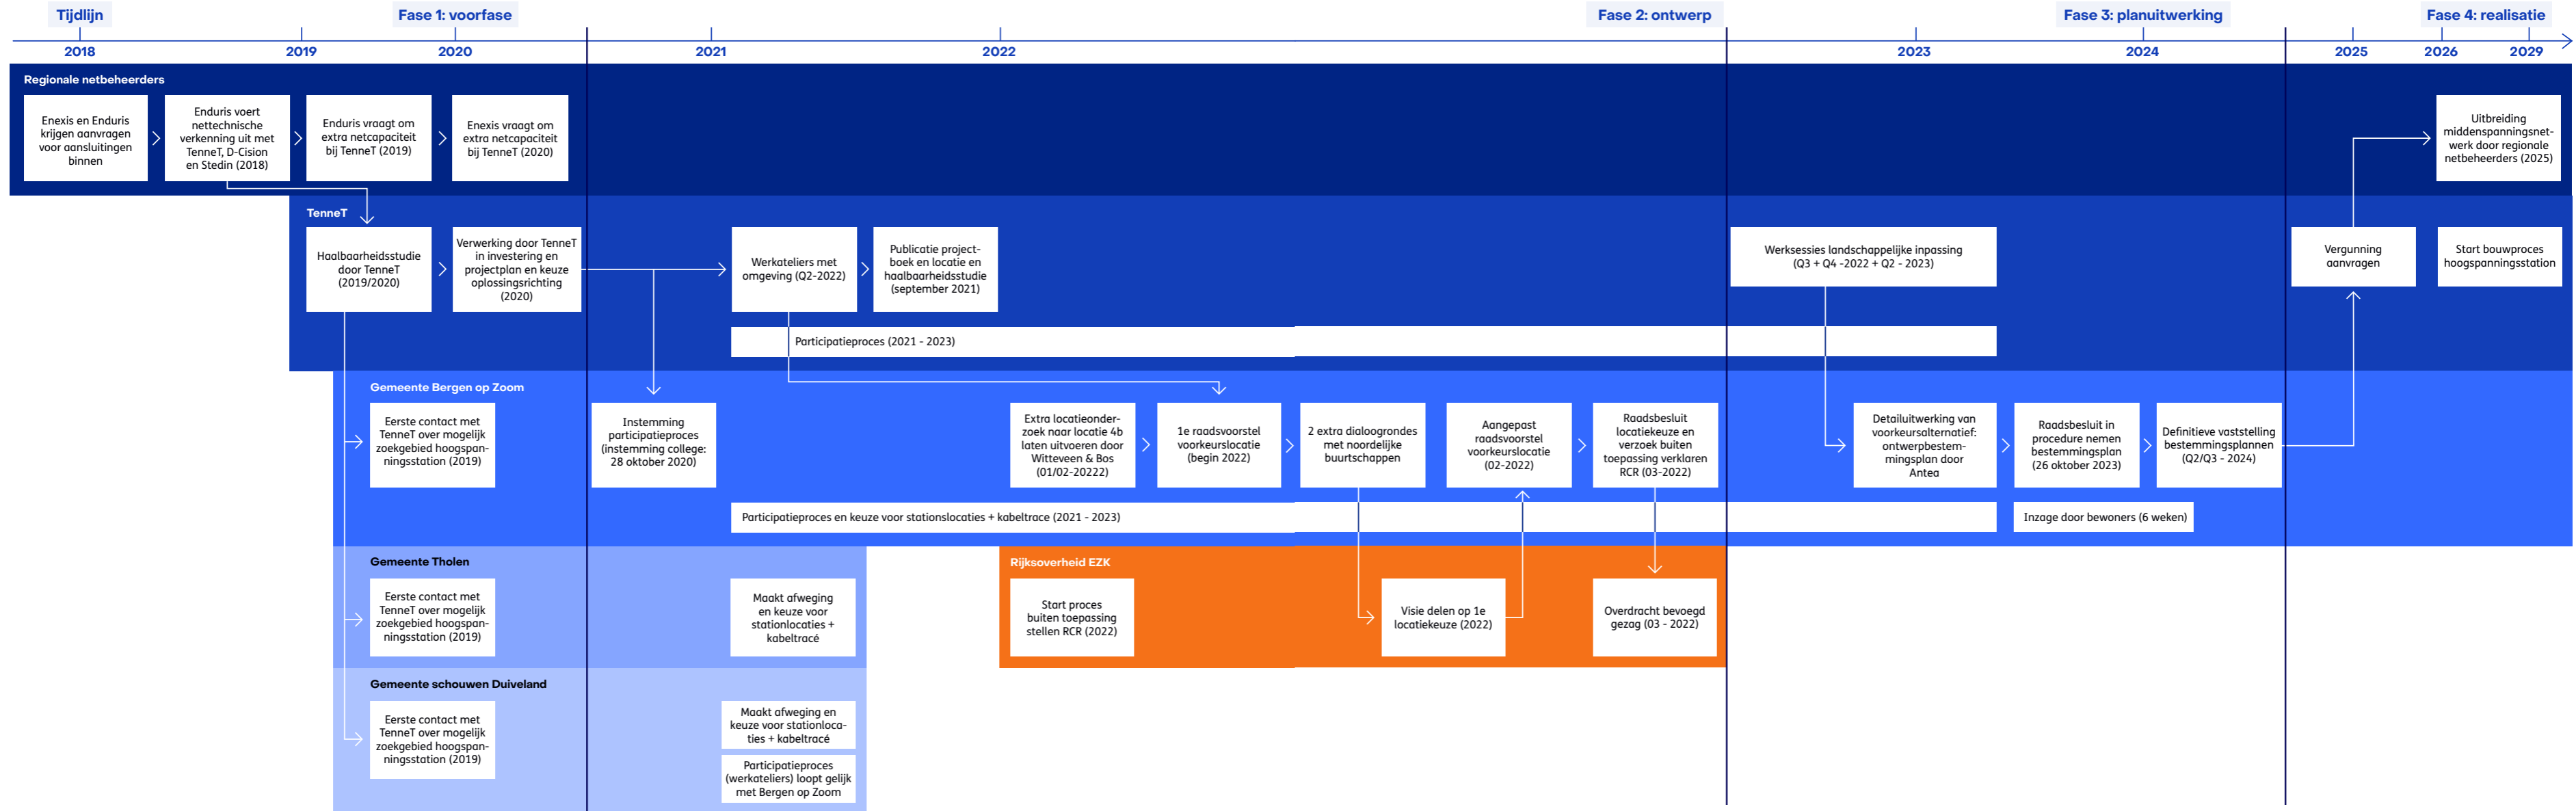 Tijdlijn
Fase 1: voorfase
Fase 2: ontwerp
Fase 3: planuitwerking
Fase 4: realisatie
2018
2019
2020
2021
2022
2023
2024
2025
2026
2029
Regionale netbeheerders
Enexis en Enduris
krijgen aanvragen
voor aansluitingen
binnen
Enduris voert
nettechnische
verkenning uit met
TenneT, D-Cision
en Stedin (2018)
Enduris vraagt om
extra netcapaciteit
bij TenneT (2019)
Enexis vraagt om
extra netcapaciteit
bij TenneT (2020)
Uitbreiding
middenspanningsnet-
werk door regionale
netbeheerders (2025)
TenneT
Haalbaarheidsstudie
door TenneT
(2019/2020)
Verwerking door TenneT
in investering en
projectplan en keuze
oplossingsrichting
(2020)
Werkateliers met
omgeving (Q2-2022)
Publicatie project-
boek en locatie en
haalbaarheidsstudie
(september 2021)
Werksessies landschappelijke inpassing
(Q3 + Q4 -2022 + Q2 - 2023)
Vergunning
aanvragen
Start bouwproces
hoogspanningsstation
Participatieproces (2021 - 2023)
Gemeente Bergen op Zoom
Eerste contact met
TenneT over mogelijk
zoekgebied hoogspan-
ningsstation (2019)
Instemming
participatieproces
(instemming college:
28 oktober 2020)
Extra locatieonder-
zoek naar locatie 4b
laten uitvoeren door
Witteveen & Bos
(01/02-20222)
1e raadsvoorstel
voorkeurslocatie
(begin 2022)
2 extra dialoogrondes
met noordelijke
buurtschappen
Aangepast
raadsvoorstel
voorkeurslocatie
(02-2022)
Raadsbesluit
locatiekeuze en
verzoek buiten
toepassing verklaren
RCR (03-2022)
Detailuitwerking van
voorkeursalternatief:
ontwerpbestem-
mingsplan door
Antea
Raadsbesluit in
procedure nemen
bestemmingsplan
(26 oktober 2023)
Definitieve vaststelling
bestemmingsplannen
(Q2/Q3 - 2024)
Participatieproces en keuze voor stationslocaties + kabeltrace (2021 - 2023)
Inzage door bewoners (6 weken)
Gemeente Tholen
Eerste contact met
TenneT over mogelijk
zoekgebied hoogspan-
ningsstation (2019)
Maakt afweging
en keuze voor
stationlocaties +
kabeltracé
Rijksoverheid EZK
Start proces
buiten toepassing
stellen RCR (2022)
Visie delen op 1e
locatiekeuze (2022)
Overdracht bevoegd
gezag (03 - 2022)
Gemeente schouwen Duiveland
Eerste contact met
TenneT over mogelijk
zoekgebied hoogspan-
ningsstation (2019)
Maakt afweging en
keuze voor stationloca-
ties + kabeltracé
Participatieproces
(werkateliers) loopt gelijk
met Bergen op Zoom